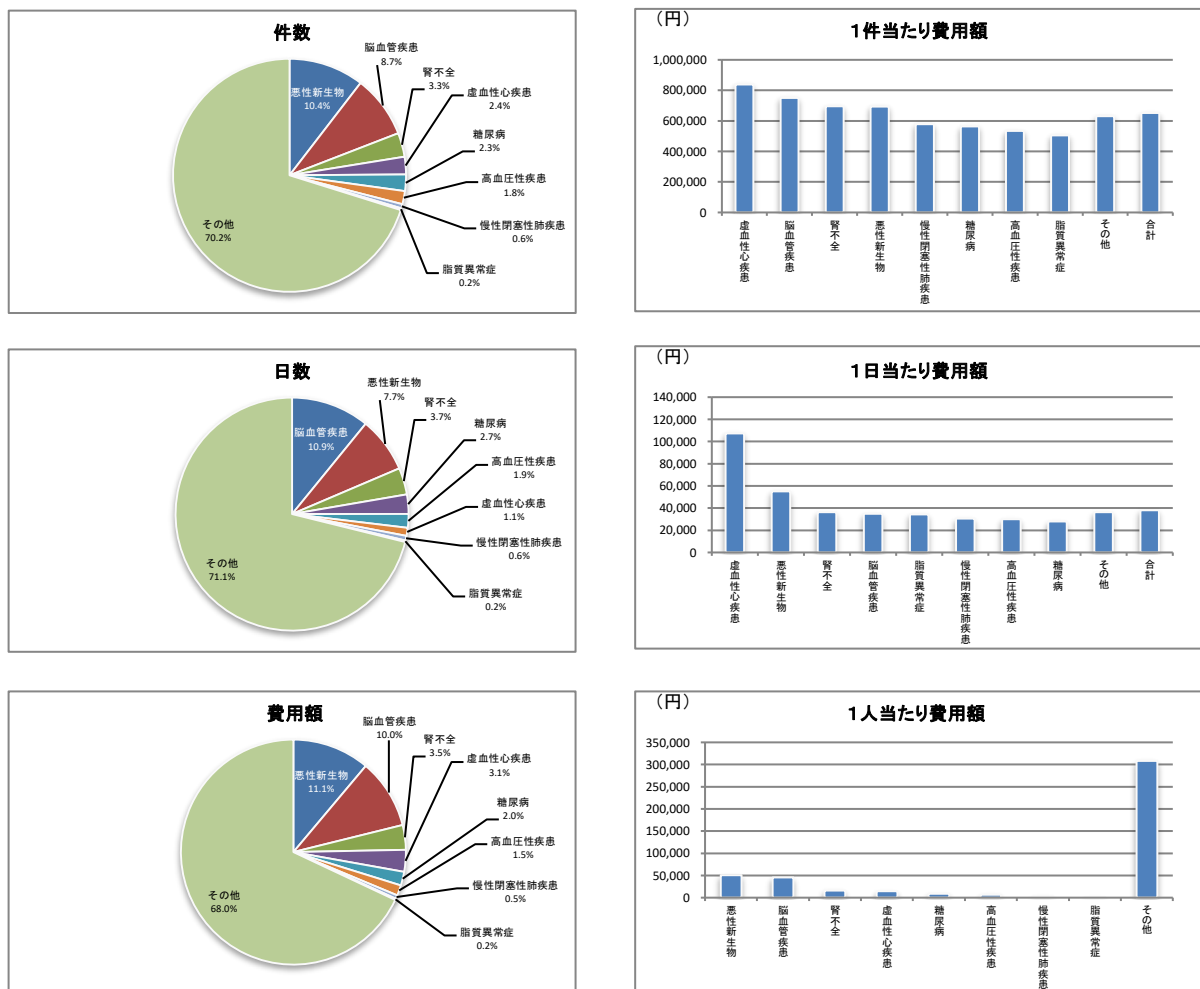 件数
脳血管疾患
8.7%
腎不全
3.3%
虚血性心疾患
2.4%
悪性新生物
10.4%
糖尿病
2.3%
高血圧性疾患
1.8%
慢性閉塞性肺疾患
0.6%
脂質異常症
0.2%
その他
70.2%
（円）
1件当たり費用額
1,000,000
800,000
600,000
400,000
200,000
0
虚血性心疾患
脳血管疾患
腎不全
悪性新生物
慢性閉塞性肺疾患
糖尿病
高血圧性疾患
脂質異常症
その他
合計
日数
悪性新生物
7.7%
腎不全
3.7%
糖尿病
2.7%
脳血管疾患
10.9%
高血圧性疾患
1.9%
虚血性心疾患
1.1%
慢性閉塞性肺疾患
0.6%
脂質異常症
0.2%
その他
71.1%
（円）
1日当たり費用額
140,000
120,000
100,000
80,000
60,000
40,000
20,000
0
虚血性心疾患
悪性新生物
腎不全
脳血管疾患
脂質異常症
慢性閉塞性肺疾患
高血圧性疾患
糖尿病
その他
合計
費用額
脳血管疾患
10.0%
腎不全
3.5%
虚血性心疾患
3.1%
悪性新生物
11.1%
糖尿病
2.0%
高血圧性疾患
1.5%
慢性閉塞性肺疾患
0.5%
脂質異常症
0.2%
その他
68.0%
（円）
1人当たり費用額
350,000
300,000
250,000
200,000
150,000
100,000
50,000
0
悪性新生物
脳血管疾患
腎不全
虚血性心疾患
糖尿病
高血圧性疾患
慢性閉塞性肺疾患
脂質異常症
その他